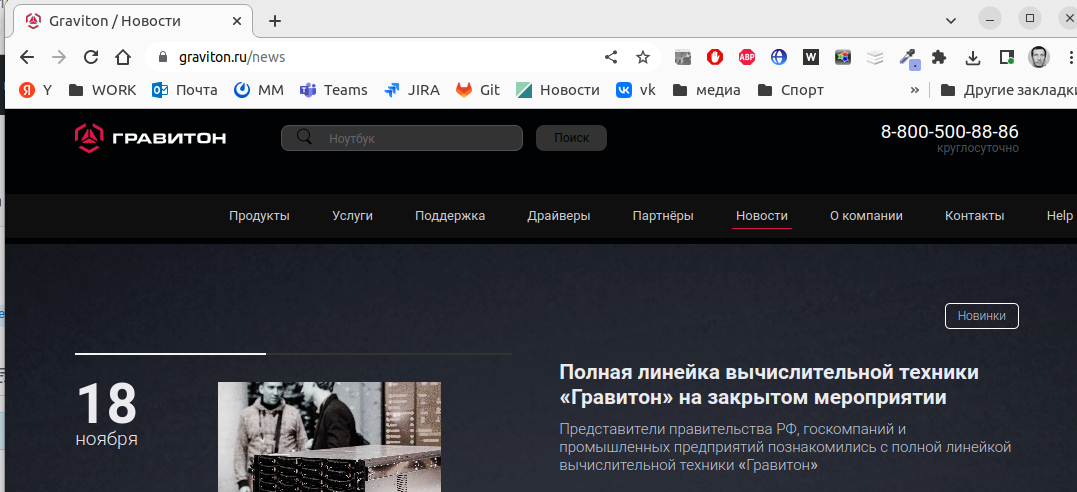 Graviton / Новости
graviton.ru/news
ABP
W
Y WORK Почта ММ Teams JIRA Git Новости vk медиа Спорт » Другие закладки
ГРАВИТОН
Ноутбук
Поиск
8-800-500-88-86
круглосуточно
Продукты Услуги Поддержка Драйверы Партнёры Новости О компании Контакты Help
Новинки
18
ноября
Полная линейка вычислительной техники
«Гравитон» на закрытом мероприятии
Представители правительства РФ, госкомпаний и
промышленных предприятий познакомились с полной линейкой
вычислительной техники «Гравитон»